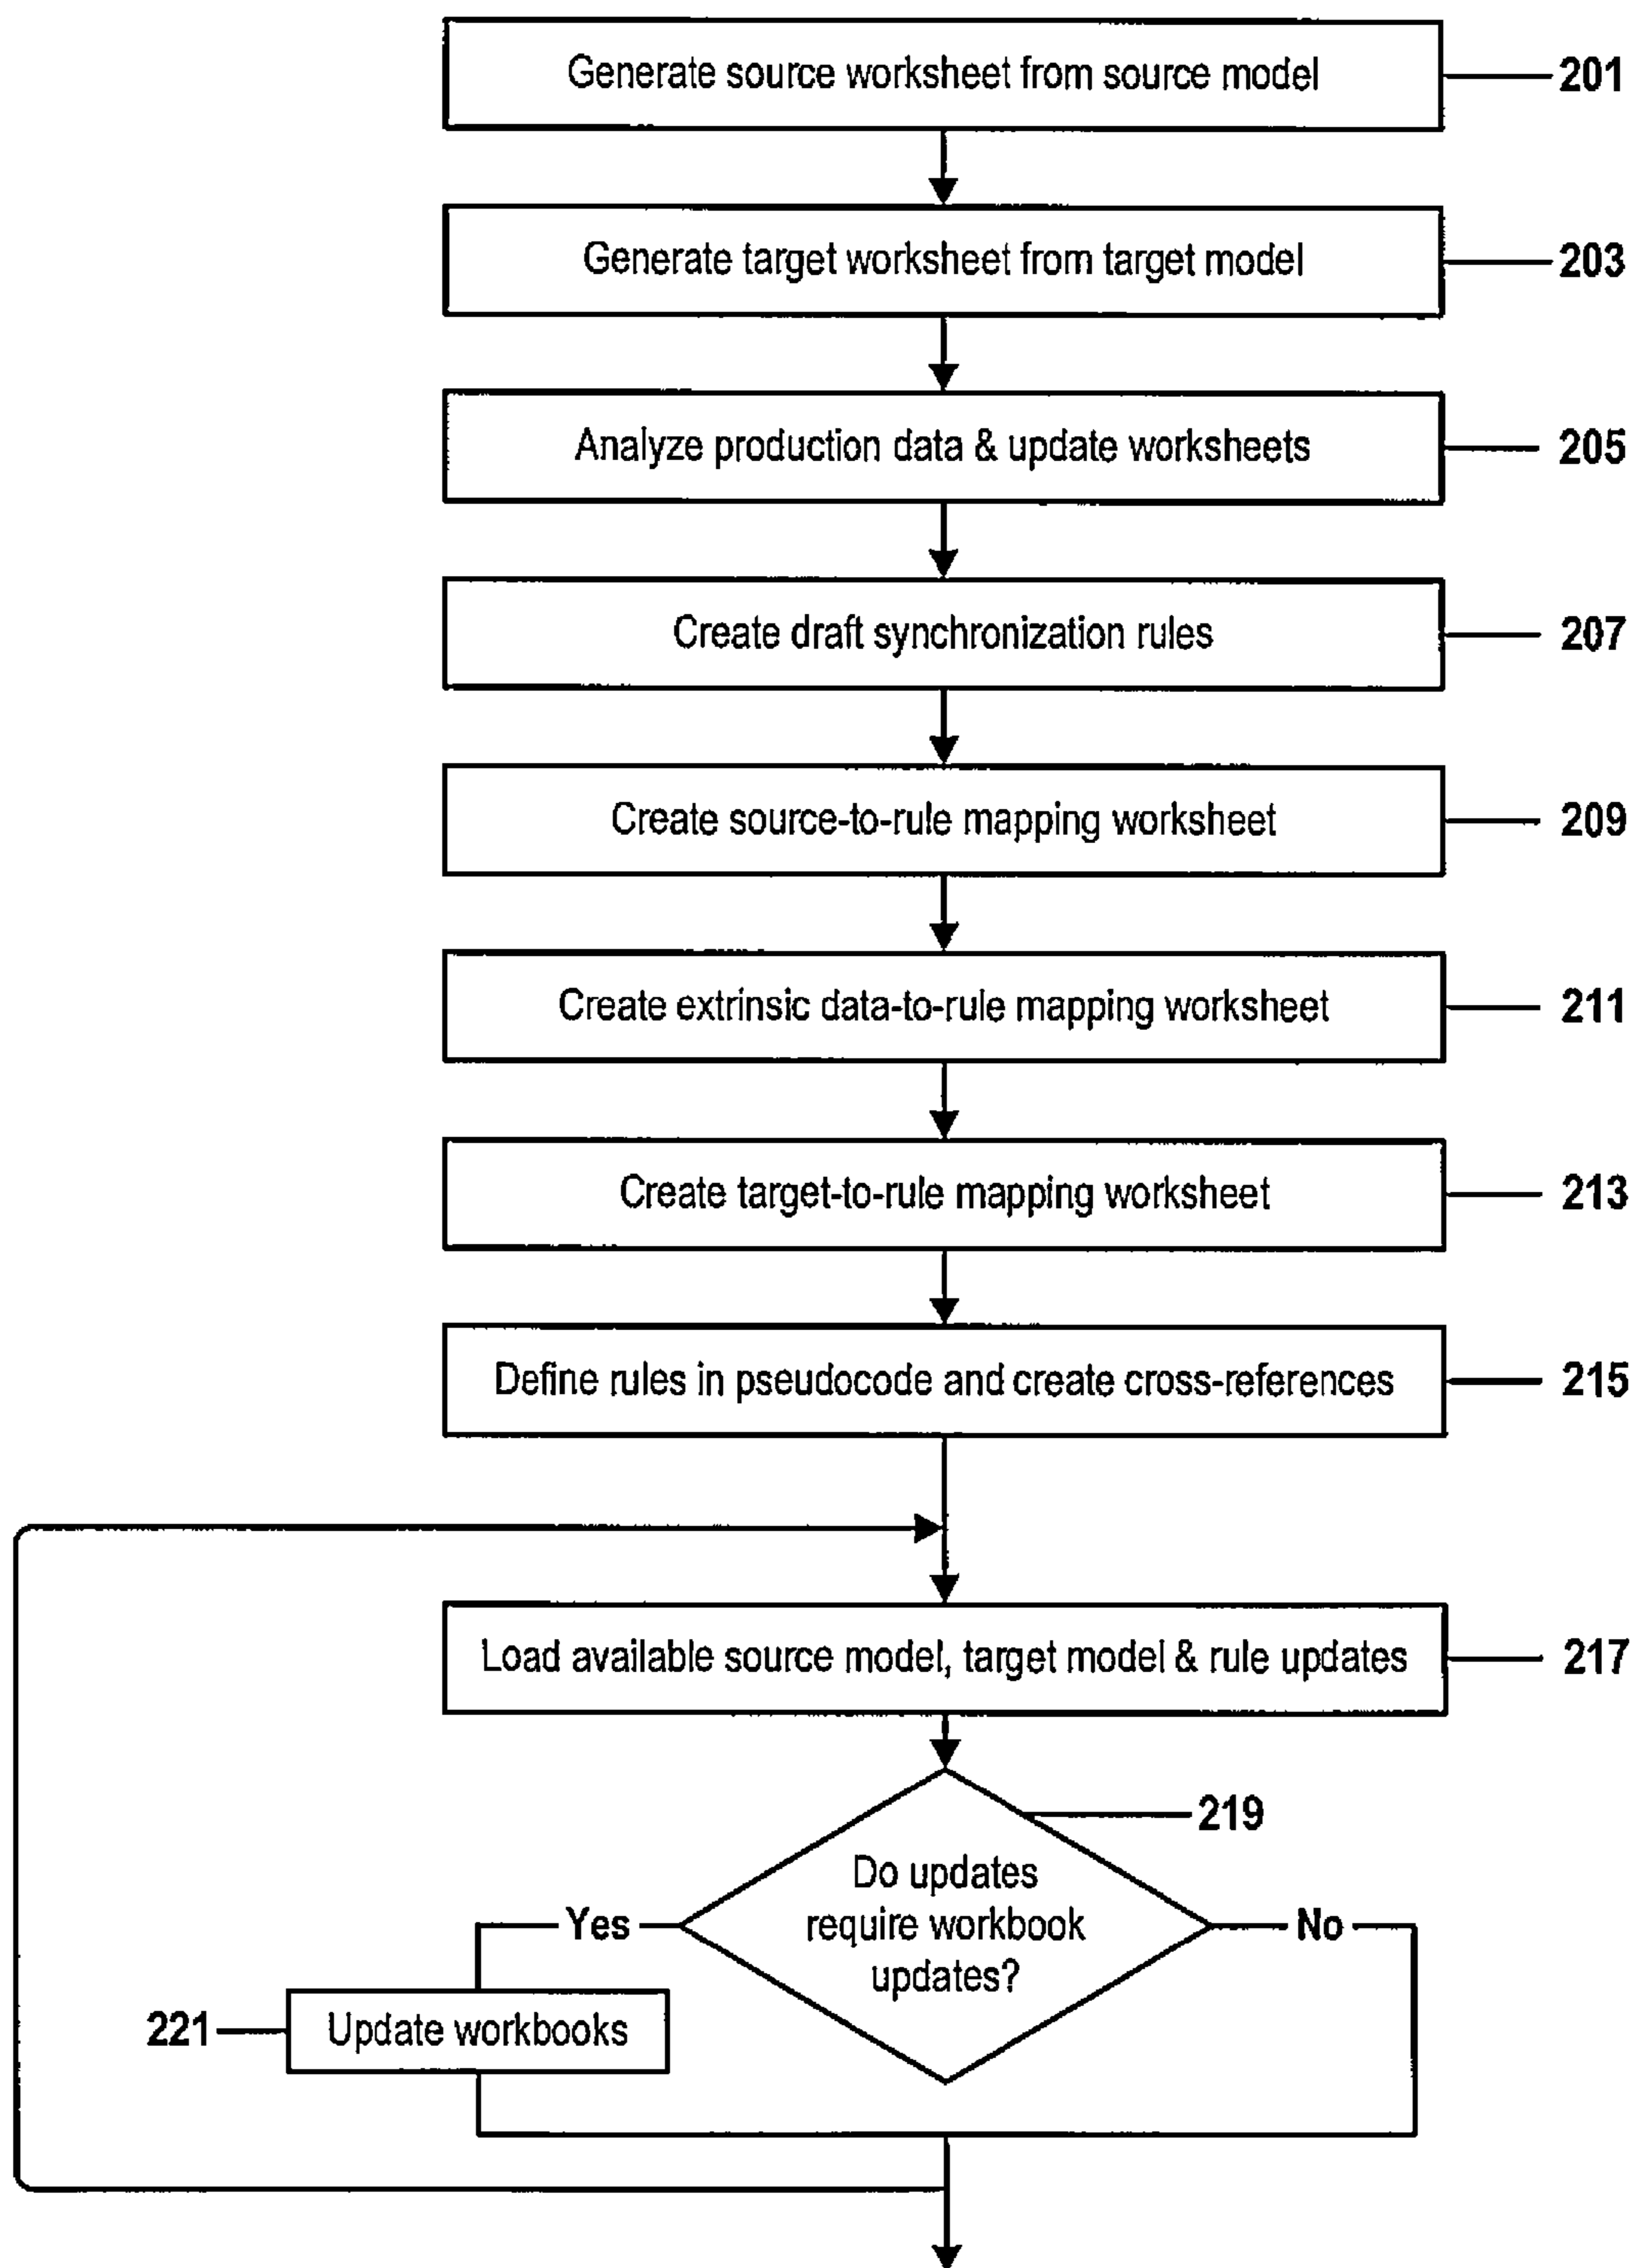 Generate source worksheet from source model
201
Generate target worksheet from target model
203
Analyze production data & update worksheets
205
Create draft synchronization rules
207
Create source-to-rule mapping worksheet
209
Create extrinsic data-to-rule mapping worksheet
211
Create target-to-rule mapping worksheet
213
Define rules in pseudocode and create cross-references
215
Load available source model, target model & rule updates
217
219
Do updates
require workbook
updates?
Yes
No
221
Update workbooks